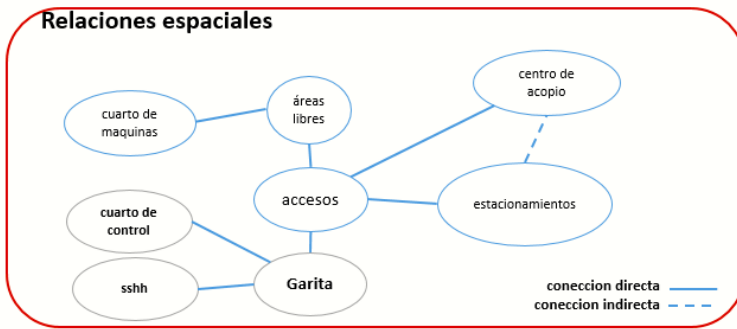 Relaciones espaciales
centro de
acopio
áreas
libres
cuarto de
maquinas
accesos
estacionamientos
cuarto de
control
sshh
Garita
coneccion directa
coneccion indirecta